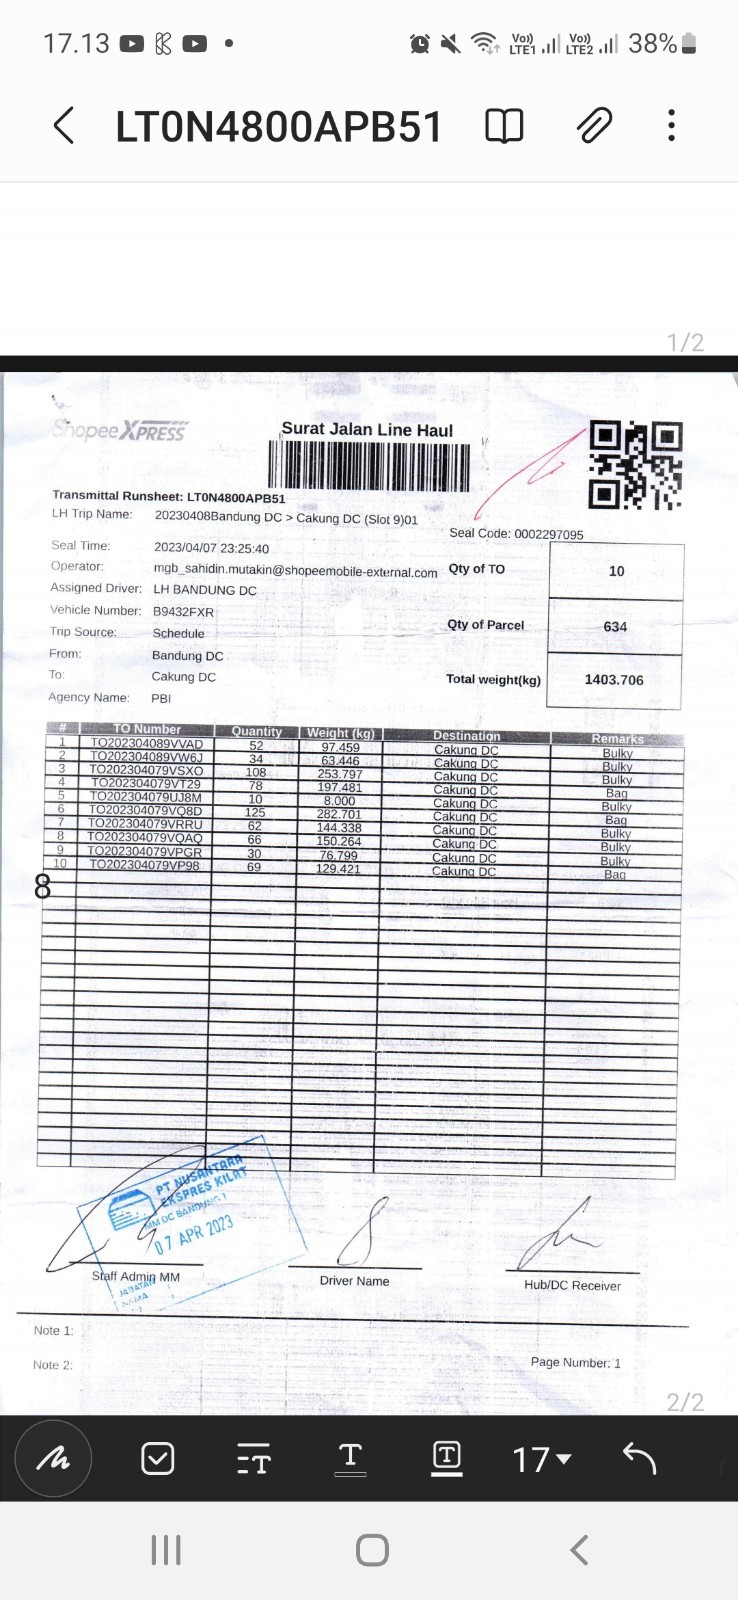 17.13 Vo)) LTE1 Vo)) LTE2 38%
LT0N4800APB51
1/2
Shopee XPRESS
Surat Jalan Line Haul
Transmittal Runsheet: LT0N4800APB51
LH Trip Name: 20230408Bandung DC > Cakung DC (Slot 9)01
Seal Code: 0002297095
Seal Time: 2023/04/07 23:25:40
Operator: mgb_sahidin.mutakin@shopeemobile-external.com
Qty of TO 10
Assigned Driver: LH BANDUNG DC
Vehicle Number: B9432FXR
Qty of Parcel 634
Trip Source: Schedule
From: Bandung DC
To: Cakung DC
Total weight(kg) 1403.706
Agency Name: PBI
# TO Number Quantity Weight (kg) Destination Remarks
1 TO202304089VVAD 52 97.459 Cakung DC Bulky
2 TO202304089VW6J 34 63.446 Cakung DC Bulky
3 TO202304079VSXO 108 253.797 Cakung DC Bulky
4 TO202304079VT29 78 197.481 Cakung DC Bag
5 TO202304079UJ8M 10 8.000 Cakung DC Bulky
6 TO202304079VQ8D 125 282.701 Cakung DC Bag
7 TO202304079VRRU 62 144.338 Cakung DC Bulky
8 TO202304079VQAQ 66 150.264 Cakung DC Bulky
9 TO202304079VPGR 30 76.799 Cakung DC Bulky
10 TO202304079VP98 69 129.421 Cakung DC Bag
8
PT NUSANTARA
EKSPRES KILAT
MM DC BANDUNG 1
07 APR 2023
JABATAN :
NAMA :
Staff Admin MM
Driver Name
Hub/DC Receiver
Note 1:
Note 2:
Page Number: 1
2/2
T T T 17